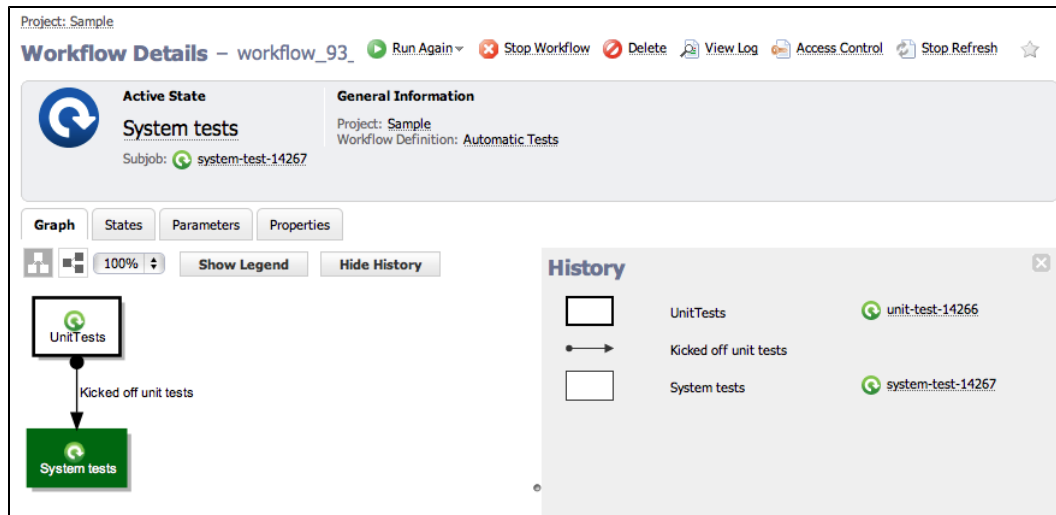 Project: Sample
Workflow Details – workflow_93_ Run Again Stop Workflow Delete View Log Access Control Stop Refresh
Active State General Information
System tests Project: Sample
Workflow Definition: Automatic Tests
Subjob: system-test-14267
Graph States Parameters Properties
100% Show Legend Hide History
History
UnitTests unit-test-14266
Kicked off unit tests
System tests system-test-14267
UnitTests
Kicked off unit tests
System tests